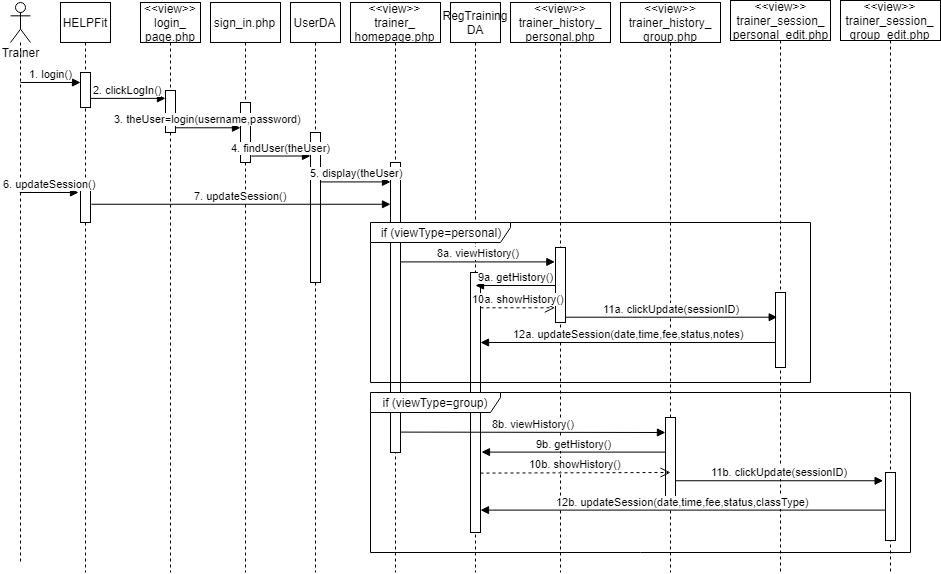 <<view>>
<<view>>
<<view>>
<<view>>
<<view>>
<<view>>
HELPFit
login_
page.php
sign_in.php
UserDA
trainer_
homepage.php
RegTraining
DA
trainer_history_
personal.php
trainer_history_
group.php
trainer_session_
personal_edit.php
trainer_session_
group_edit.php
Trainer
1. login()
2. clickLogIn()
3. theUser=login(username,password)
4. findUser(theUser)
5. display(theUser)
6. updateSession()
7. updateSession()
if (viewType=personal)
8a. viewHistory()
9a. getHistory()
10a. showHistory()
11a. clickUpdate(sessionID)
12a. updateSession(date,time,fee,status,notes)
if (viewType=group)
8b. viewHistory()
9b. getHistory()
10b. showHistory()
11b. clickUpdate(sessionID)
12b. updateSession(date,time,fee,status,classType)